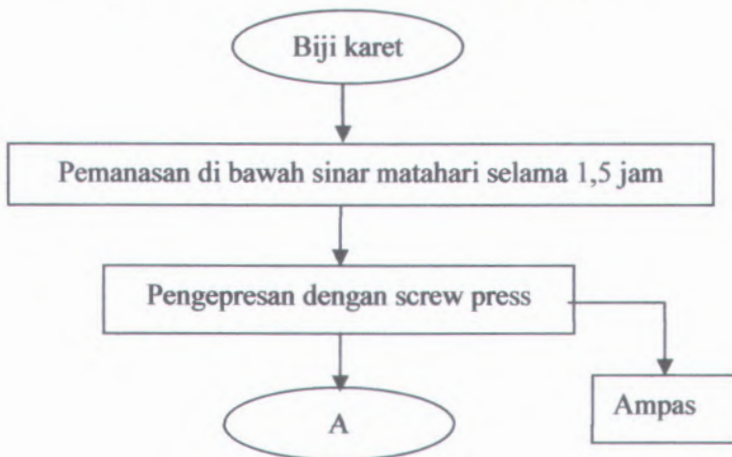 Biji karet
Pemanasan di bawah sinar matahari selama 1,5 jam
Pengepresan dengan screw press
A
Ampas